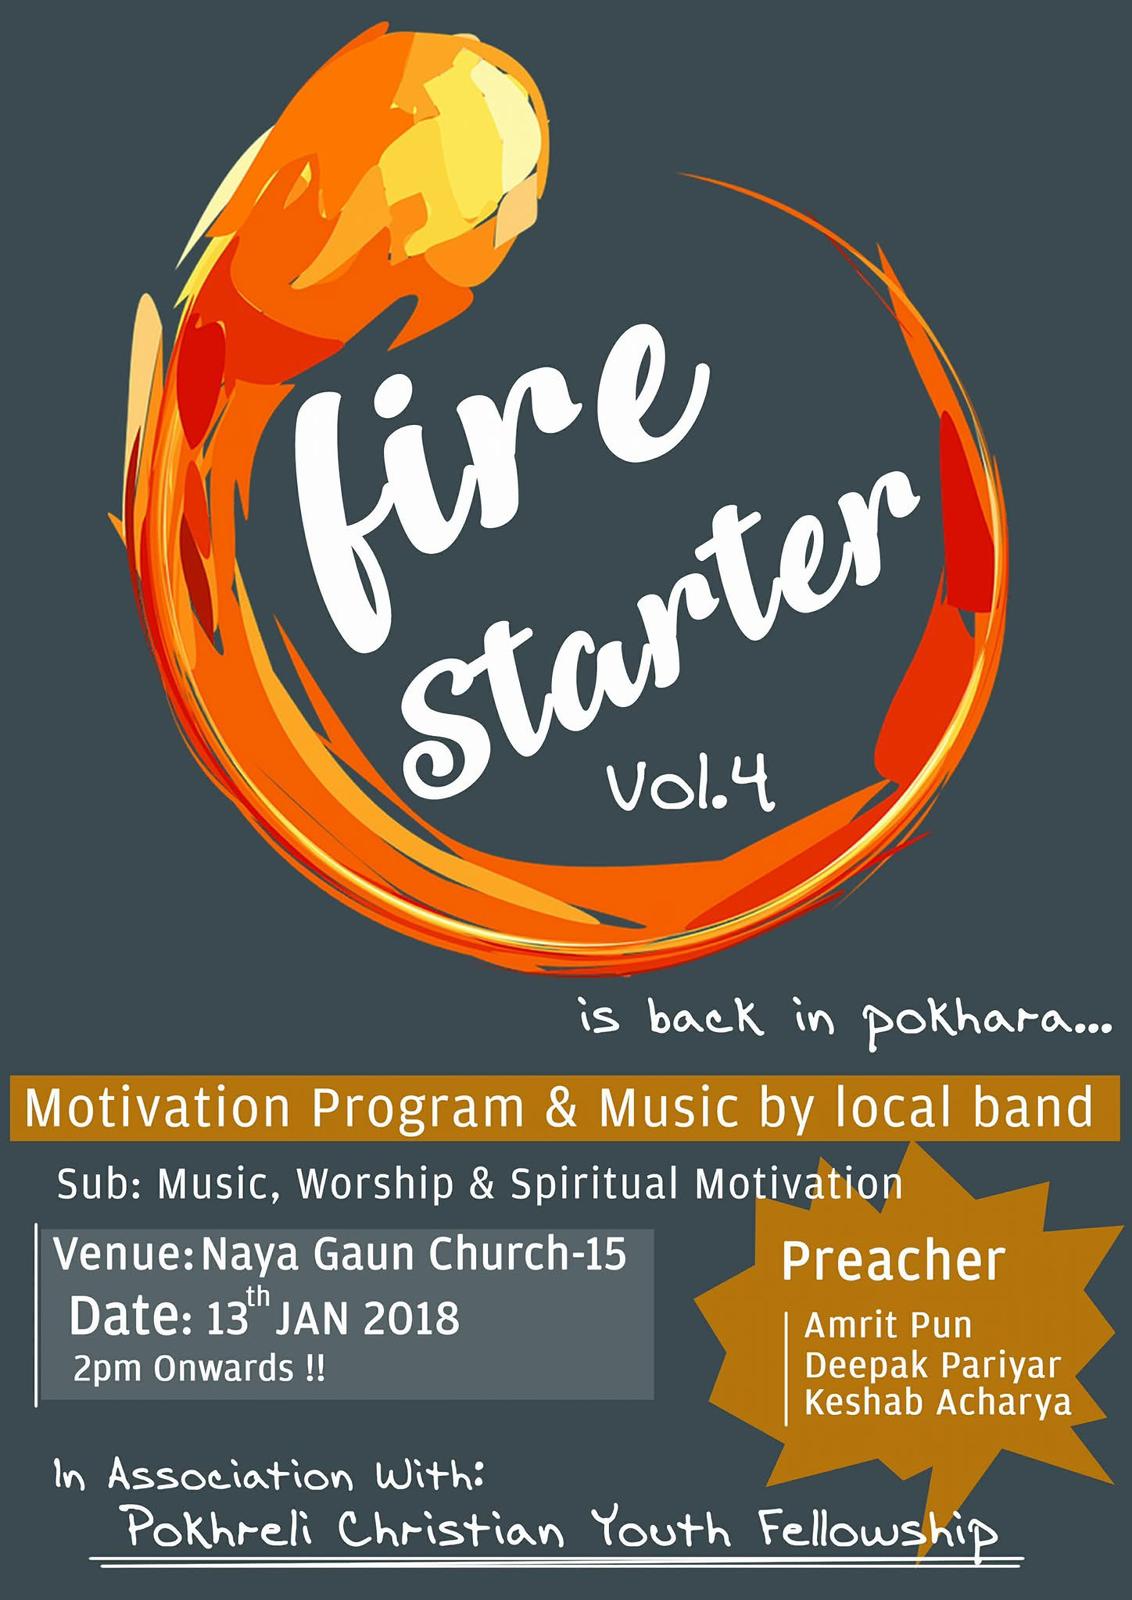 fire
Starter
Vol.4
is back in pokhara...
Motivation Program & Music by local band
Sub: Music, Worship & Spiritual Motivation
Venue: Naya Gaun Church-15
Date: 13th JAN 2018
2pm Onwards !!
Preacher
Amrit Pun
Deepak Pariyar
Keshab Acharya
In Association With:
Pokhreli Christian Youth Fellowship